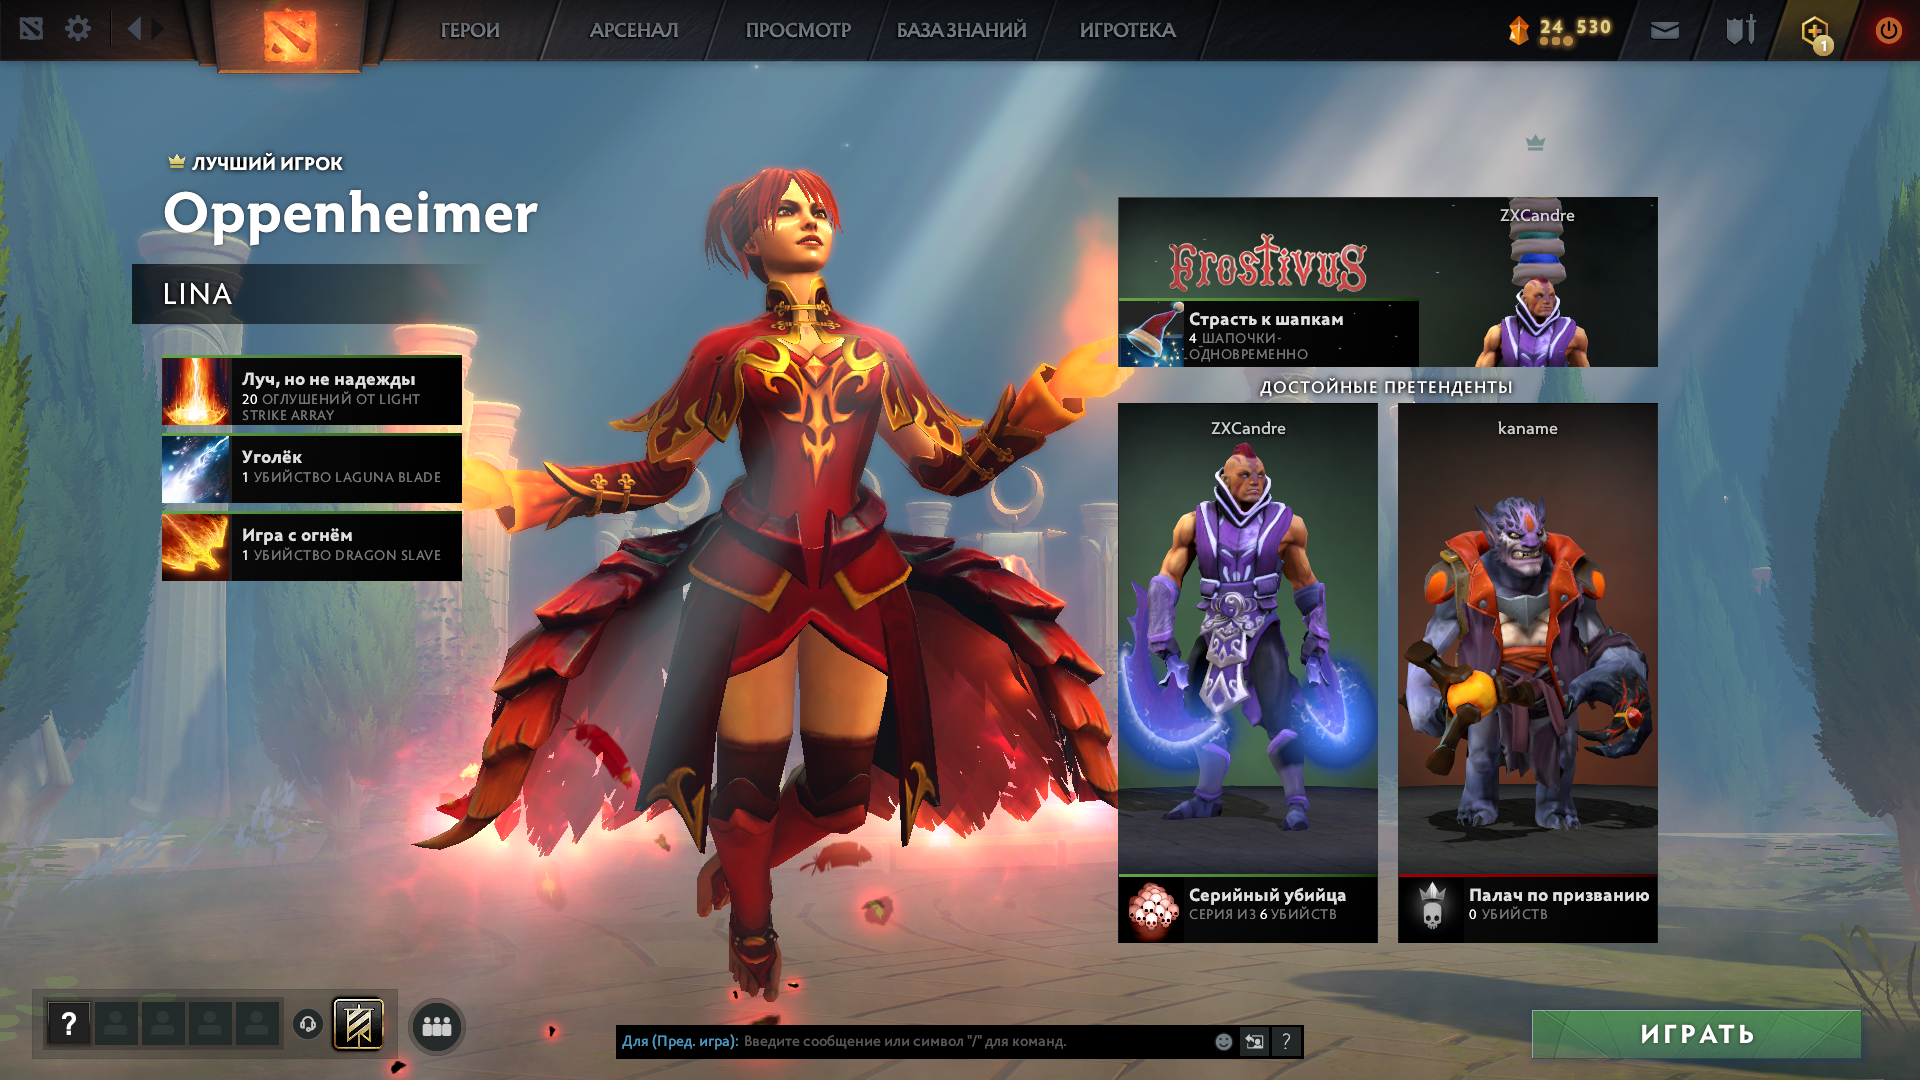 ГЕРОИ
АРСЕНАЛ
ПРОСМОТР
БАЗА ЗНАНИЙ
ИГРОТЕКА
24 530
1
ЛУЧШИЙ ИГРОК
Oppenheimer
LINA
Луч, но не надежды
20 ОГЛУШЕНИЙ ОТ LIGHT
STRIKE ARRAY
Уголёк
1 УБИЙСТВО LAGUNA BLADE
Игра с огнём
1 УБИЙСТВО DRAGON SLAVE
ZXCandre
Frostivus
Страсть к шапкам
4 ШАПОЧКИ-
ОДНОВРЕМЕННО
ДОСТОЙНЫЕ ПРЕТЕНДЕНТЫ
ZXCandre
Серийный убийца
СЕРИЯ ИЗ 6 УБИЙСТВ
kaname
Палач по призванию
0 УБИЙСТВ
?
Для (Пред. игра): Введите сообщение или символ "/" для команд.
?
ИГРАТЬ